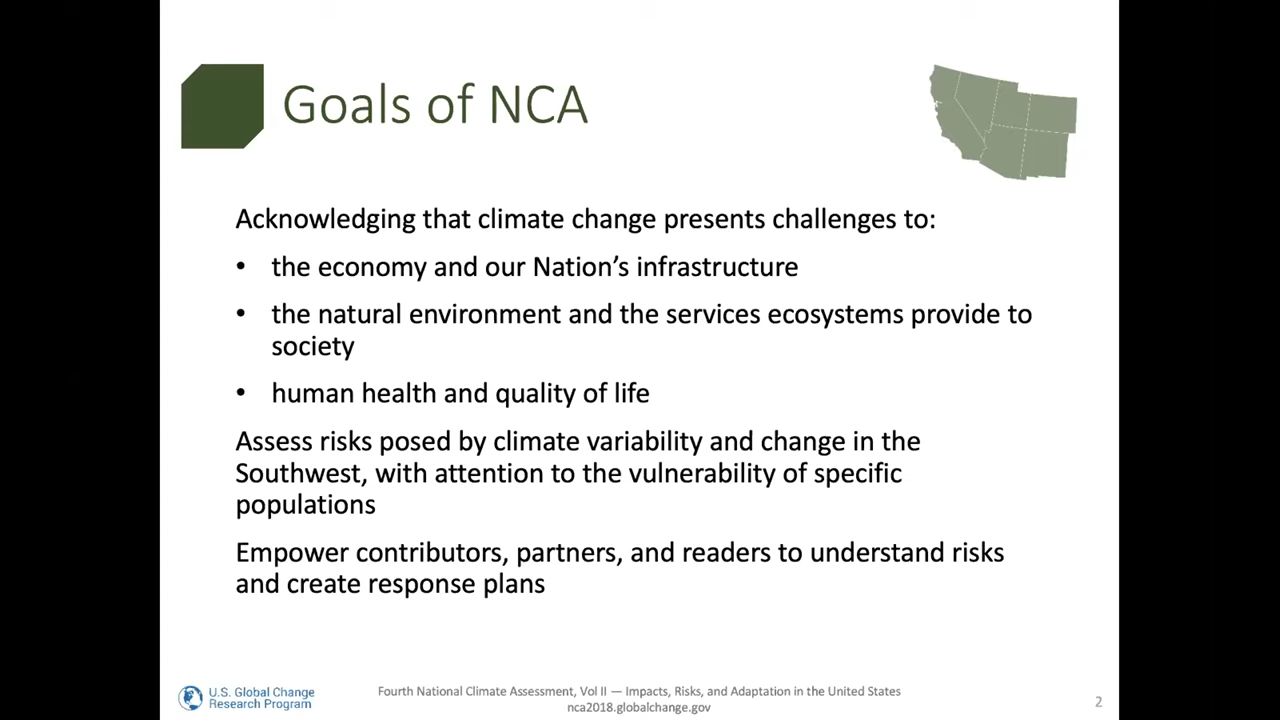 Goals of NCA
Acknowledging that climate change presents challenges to:
• the economy and our Nation’s infrastructure
• the natural environment and the services ecosystems provide to
society
• human health and quality of life
Assess risks posed by climate variability and change in the
Southwest, with attention to the vulnerability of specific
populations
Empower contributors, partners, and readers to understand risks
and create response plans
U.S. Global Change
Research Program
Fourth National Climate Assessment, Vol II — Impacts, Risks, and Adaptation in the United States
nca2018.globalchange.gov
2